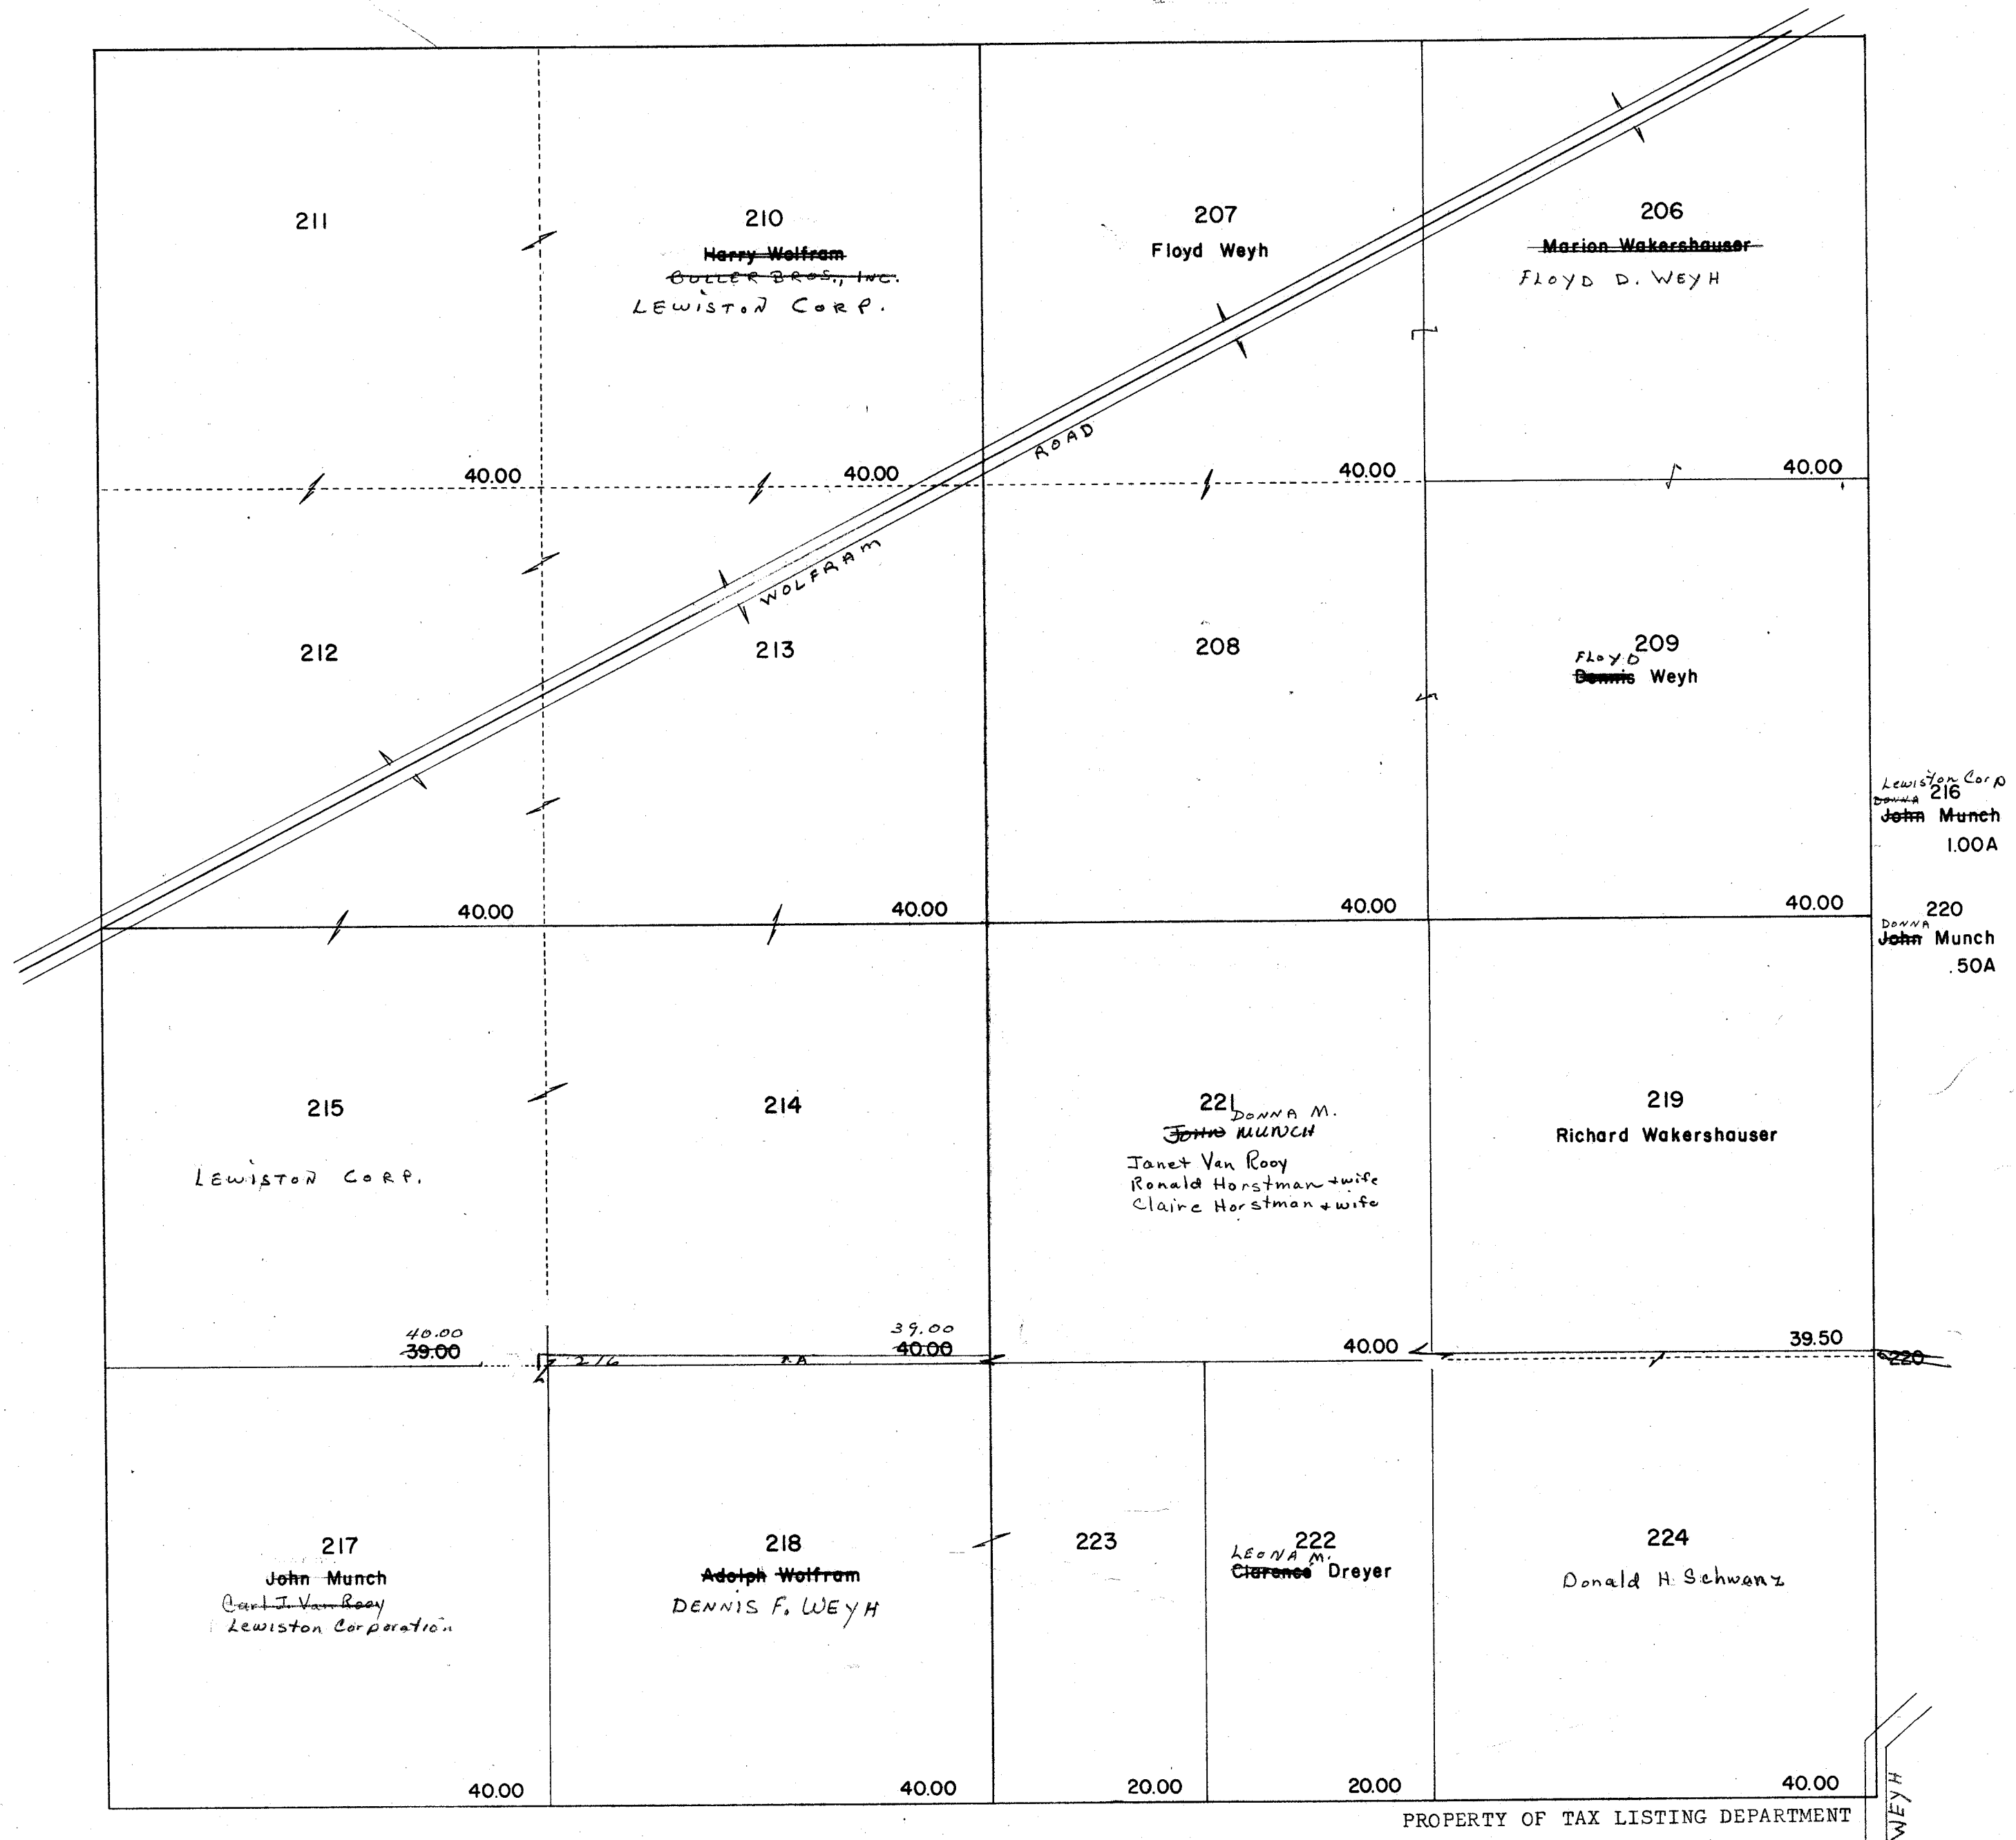 211
210
Harry Wolfram
BULLER BROS., INC.
LEWISTON CORP.
207
Floyd Weyh
206
Marion Wakershauser
FLOYD D. WEYH
40.00
40.00
40.00
40.00
WOLFRAM ROAD
212
213
208
209
FLOYD
Dennis Weyh
40.00
40.00
40.00
40.00
Lewiston Corp
216
DONNA
John Munch
1.00A
220
DONNA
John Munch
.50A
215
LEWISTON CORP.
214
221
DONNA M.
JOHN MUNCH
Janet Van Rooy
Ronald Horstman + wife
Claire Horstman + wife
219
Richard Wakershauser
40.00
39.00
39.00
40.00
40.00
39.50
216
220
217
John Munch
Carl J. Van Rooy
Lewiston Corporation
218
Adolph Wolfram
DENNIS F. WEYH
223
222
LEONA M.
Clarence Dreyer
224
Donald H. Schwanz
40.00
40.00
20.00
20.00
40.00
PROPERTY OF TAX LISTING DEPARTMENT
WEYH